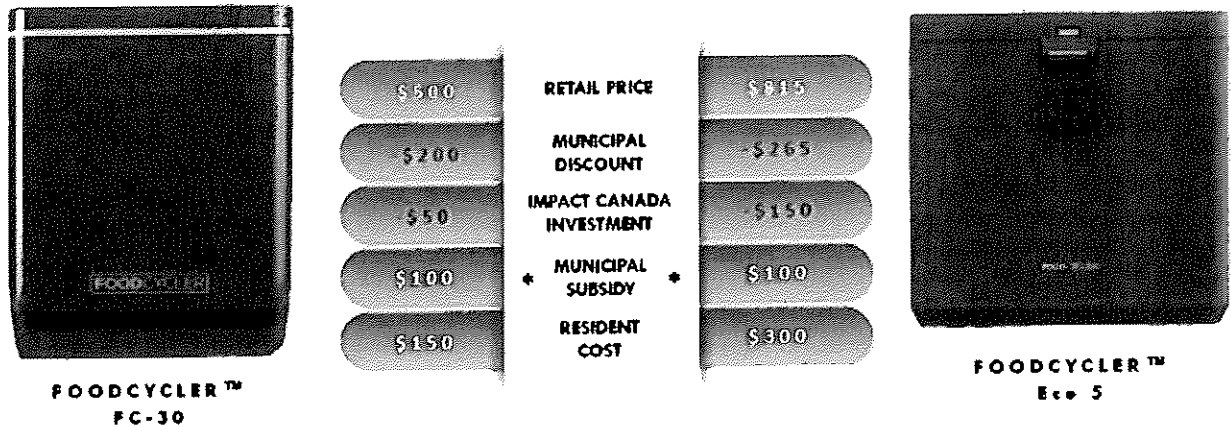 $500 RETAIL PRICE $815
-$200 MUNICIPAL DISCOUNT -$265
-$50 IMPACT CANADA INVESTMENT -$150
$100 * MUNICIPAL SUBSIDY * $100
$150 RESIDENT COST $300
FOODCYCLER
FOODCYCLER™
FC-30
FOODCYCLER™
Eco 5